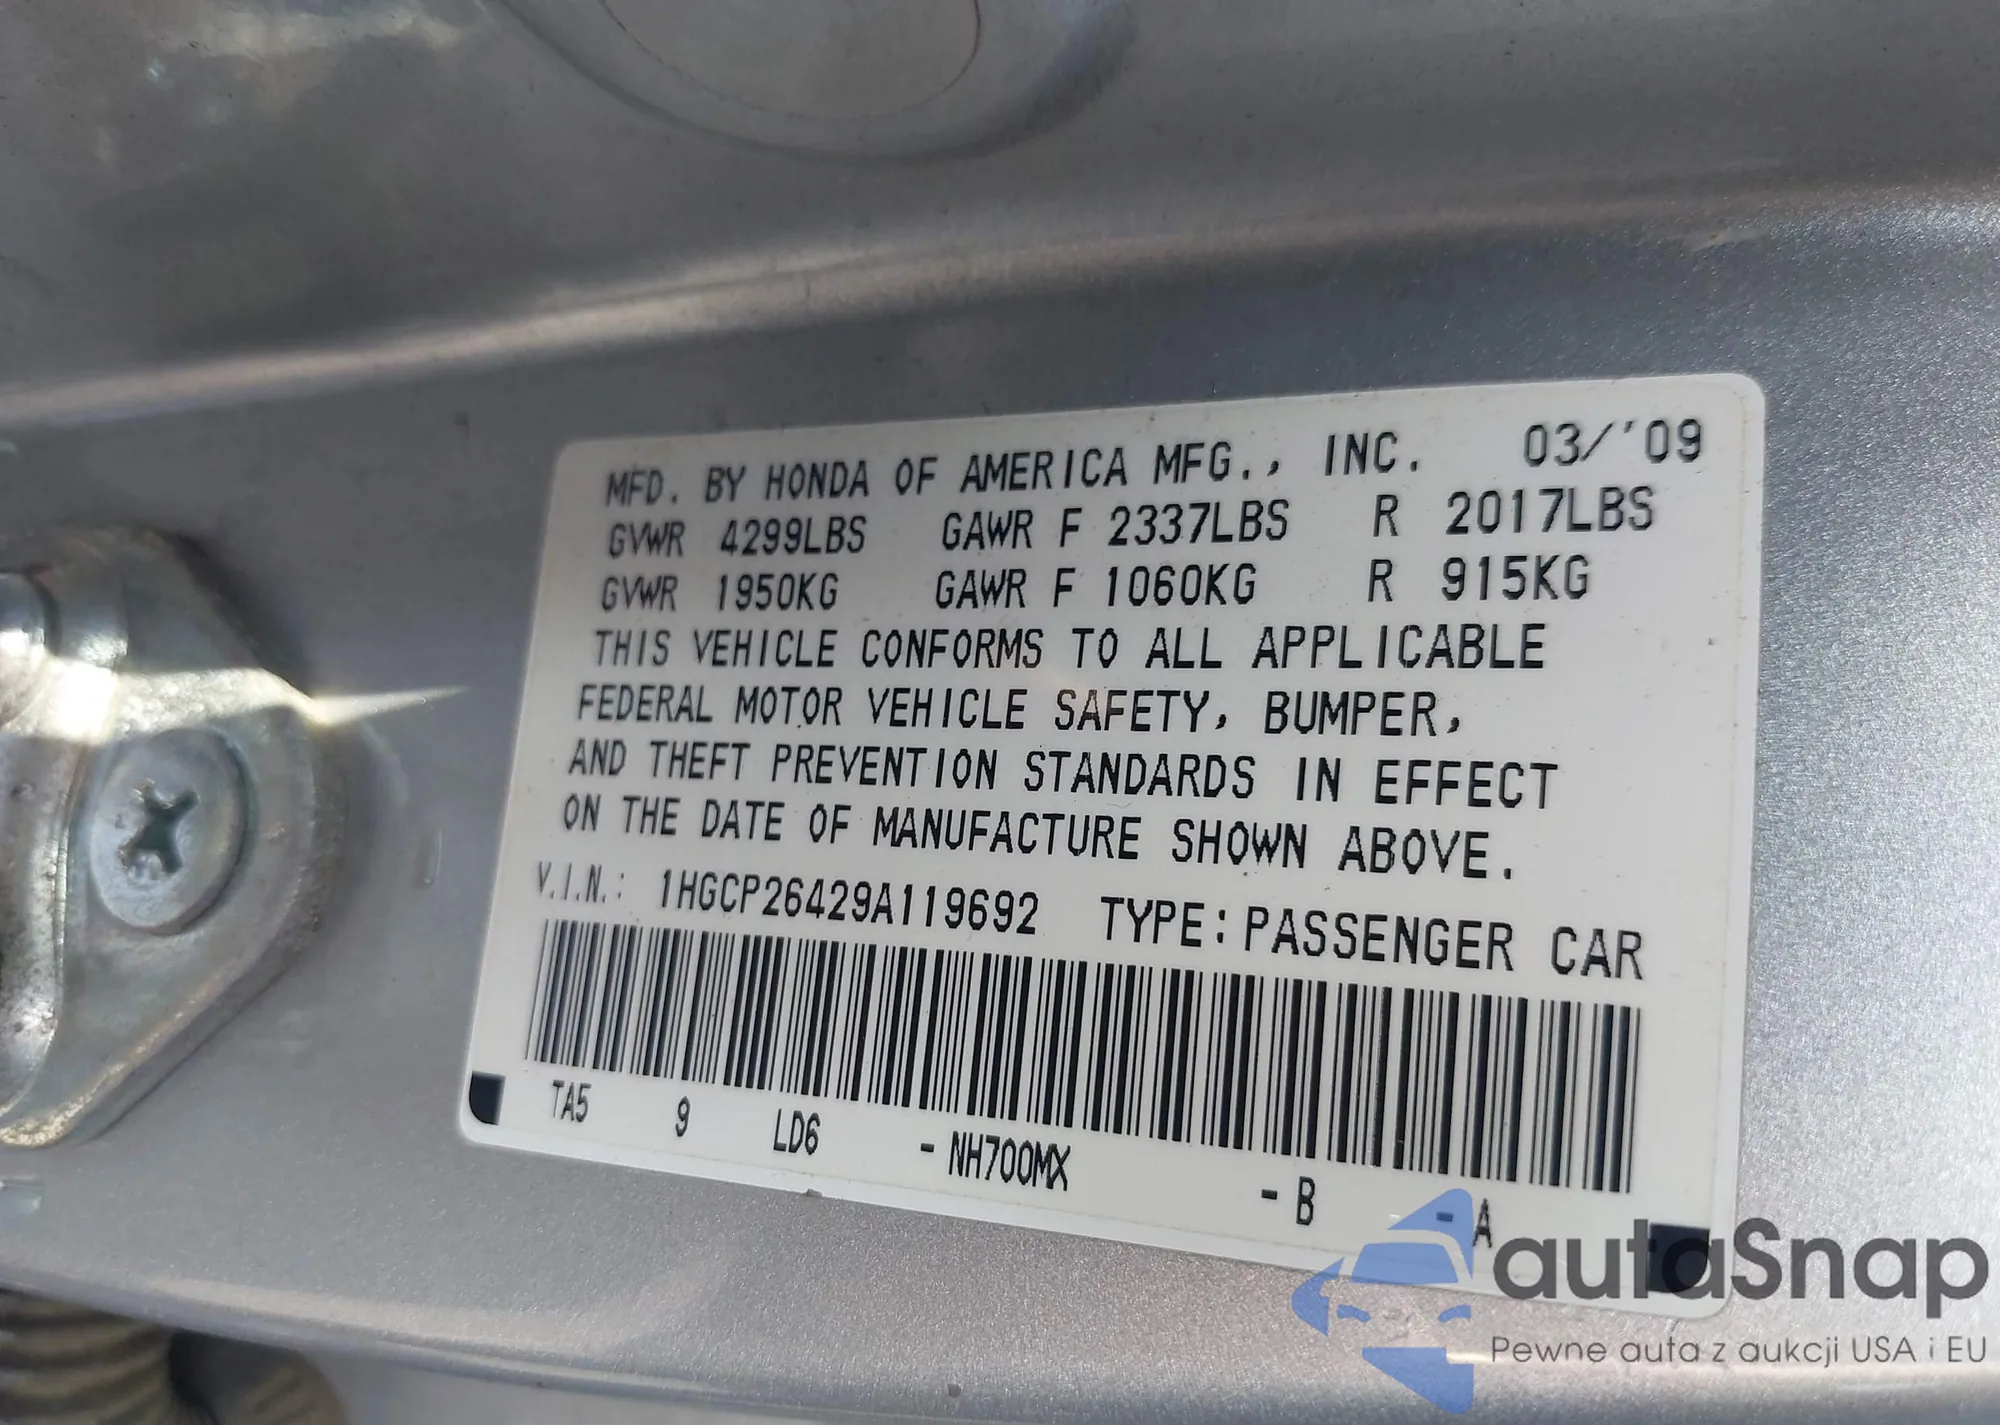 MFD. BY HONDA OF AMERICA MFG., INC. 03/'09
GVWR 4299LBS GAWR F 2337LBS R 2017LBS
GVWR 1950KG GAWR F 1060KG R 915KG
THIS VEHICLE CONFORMS TO ALL APPLICABLE
FEDERAL MOTOR VEHICLE SAFETY, BUMPER,
AND THEFT PREVENTION STANDARDS IN EFFECT
ON THE DATE OF MANUFACTURE SHOWN ABOVE.
V.I.N.: 1HGCP26429A119692 TYPE: PASSENGER CAR
TA5 9 LD6 - NH700MX - B - A
autaSnap
Pewne auta z aukcji USA i EU